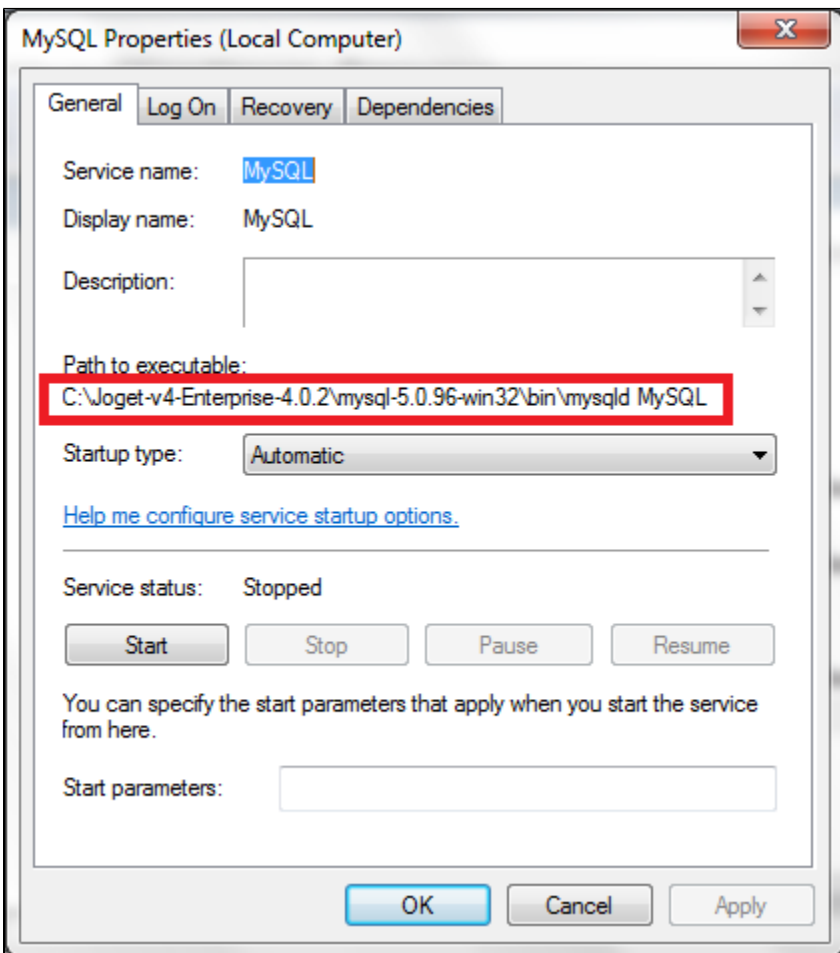 MySQL Properties (Local Computer)
General Log On Recovery Dependencies
Service name: MySQL
Display name: MySQL
Description:
Path to executable:
C:\Joget-v4-Enterprise-4.0.2\mysql-5.0.96-win32\bin\mysqld MySQL
Startup type: Automatic
Help me configure service startup options.
Service status: Stopped
Start Stop Pause Resume
You can specify the start parameters that apply when you start the service
from here.
Start parameters:
OK Cancel Apply